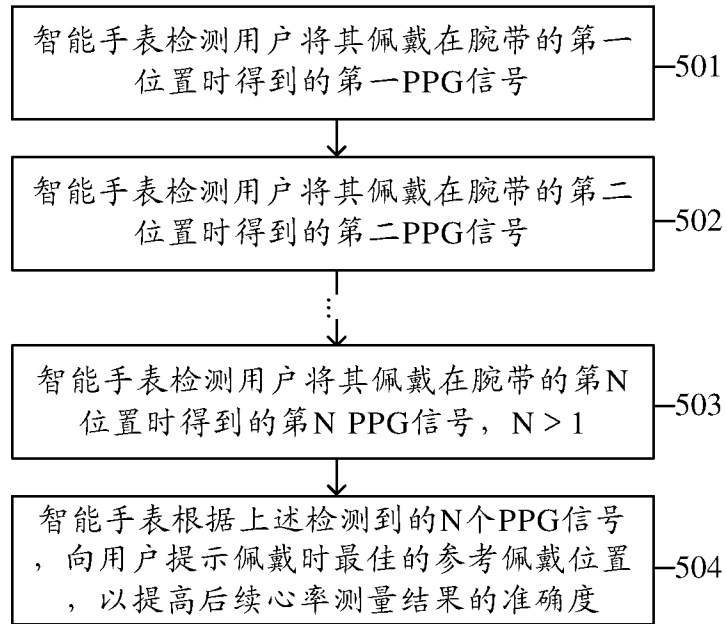 智能手表检测用户将其佩戴在腕带的第一
位置时得到的第一PPG信号
501
智能手表检测用户将其佩戴在腕带的第二
位置时得到的第二PPG信号
502
⋮
智能手表检测用户将其佩戴在腕带的第N
位置时得到的第N PPG信号，N > 1
503
智能手表根据上述检测到的N个PPG信号
，向用户提示佩戴时最佳的参考佩戴位置
，以提高后续心率测量结果的准确度
504